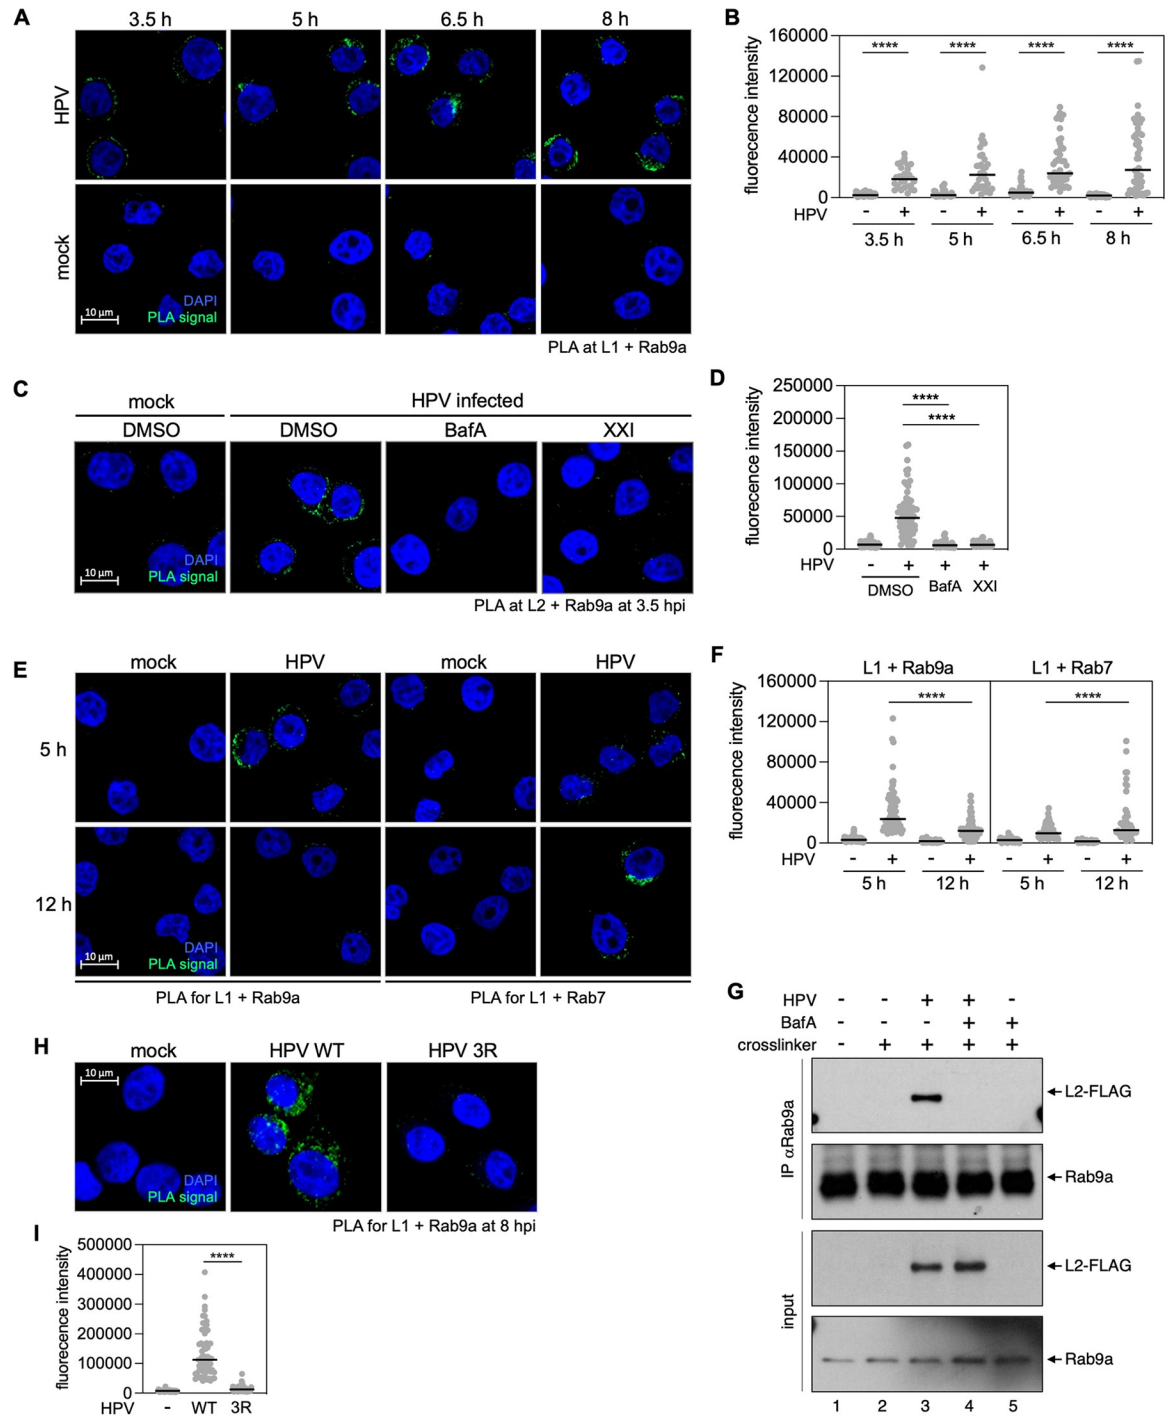 A
3.5 h 5 h 6.5 h 8 h
HPV
mock
DAPI
PLA signal
10 μm
PLA at L1 + Rab9a
B
fluorecence intensity
160000
120000
80000
40000
0
**** **** **** ****
HPV - + - + - + - +
3.5 h 5 h 6.5 h 8 h
C
mock HPV infected
DMSO DMSO BafA XXI
DAPI
PLA signal
10 μm
PLA at L2 + Rab9a at 3.5 hpi
D
fluorecence intensity
250000
200000
150000
100000
50000
0
****
****
HPV - + + +
DMSO BafA XXI
E
mock HPV mock HPV
5 h
12 h
DAPI
PLA signal
10 μm
PLA for L1 + Rab9a PLA for L1 + Rab7
F
L1 + Rab9a L1 + Rab7
fluorecence intensity
160000
120000
80000
40000
0
**** ****
HPV - + - + - + - +
5 h 12 h 5 h 12 h
G
HPV - - + + -
BafA - - - + +
crosslinker - + + + +
IP αRab9a
L2-FLAG
Rab9a
input
L2-FLAG
Rab9a
1 2 3 4 5
H
mock HPV WT HPV 3R
10 μm
DAPI
PLA signal
PLA for L1 + Rab9a at 8 hpi
I
fluorecence intensity
500000
400000
300000
200000
100000
0
****
HPV - WT 3R